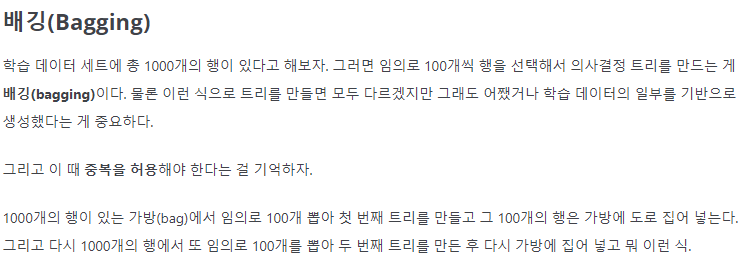 배깅(Bagging)
학습 데이터 세트에 총 1000개의 행이 있다고 해보자. 그러면 임의로 100개씩 행을 선택해서 의사결정 트리를 만드는 게
배깅(bagging)이다. 물론 이런 식으로 트리를 만들면 모두 다르겠지만 그래도 어쨌거나 학습 데이터의 일부를 기반으로
생성했다는 게 중요하다.
그리고 이 때 중복을 허용해야 한다는 걸 기억하자.
1000개의 행이 있는 가방(bag)에서 임의로 100개 뽑아 첫 번째 트리를 만들고 그 100개의 행은 가방에 도로 집어 넣는다.
그리고 다시 1000개의 행에서 또 임의로 100개를 뽑아 두 번째 트리를 만든 후 다시 가방에 집어 넣고 뭐 이런 식.